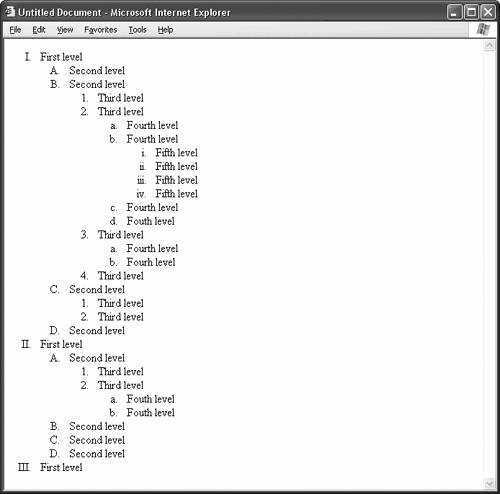 Untitled Document - Microsoft Internet Explorer
File Edit View Favorites Tools Help
I. First level
A. Second level
B. Second level
1. Third level
2. Third level
a. Fourth level
b. Fourth level
i. Fifth level
ii. Fifth level
iii. Fifth level
iv. Fifth level
c. Fourth level
d. Fouth level
3. Third level
a. Fourth level
b. Fourh level
4. Third level
C. Second level
1. Third level
2. Third level
D. Second level
II. First level
A. Second level
1. Third level
2. Third level
a. Fouth level
b. Fouth level
B. Second level
C. Second level
D. Second level
III. First level